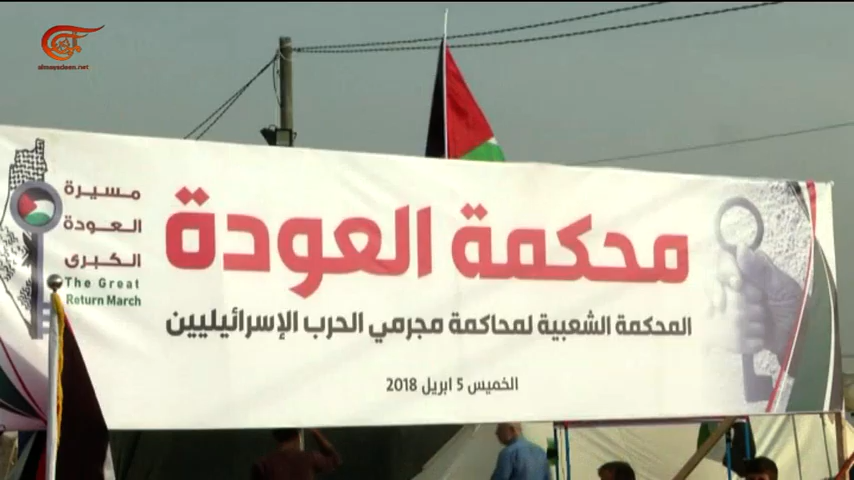 almayadeen.net
مسيرة
العودة
الكبرى
The Great
Return March
محكمة العودة
المحكمة الشعبية لمحاكمة مجرمي الحرب الإسرائيليين
الخميس 5 ابريل 2018